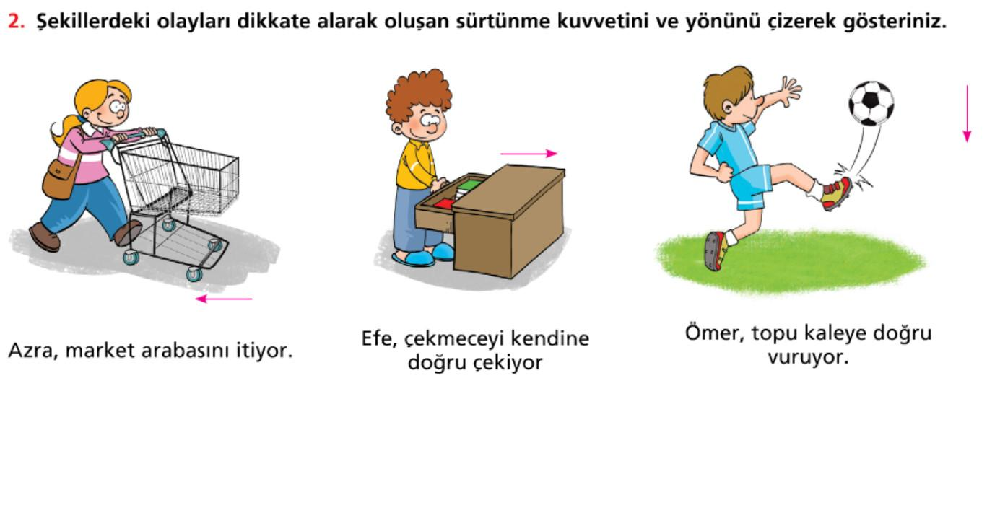 2. Şekillerdeki olayları dikkate alarak oluşan sürtünme kuvvetini ve yönünü çizerek gösteriniz.
Azra, market arabasını itiyor.
Efe, çekmeceyi kendine
doğru çekiyor
Ömer, topu kaleye doğru
vuruyor.